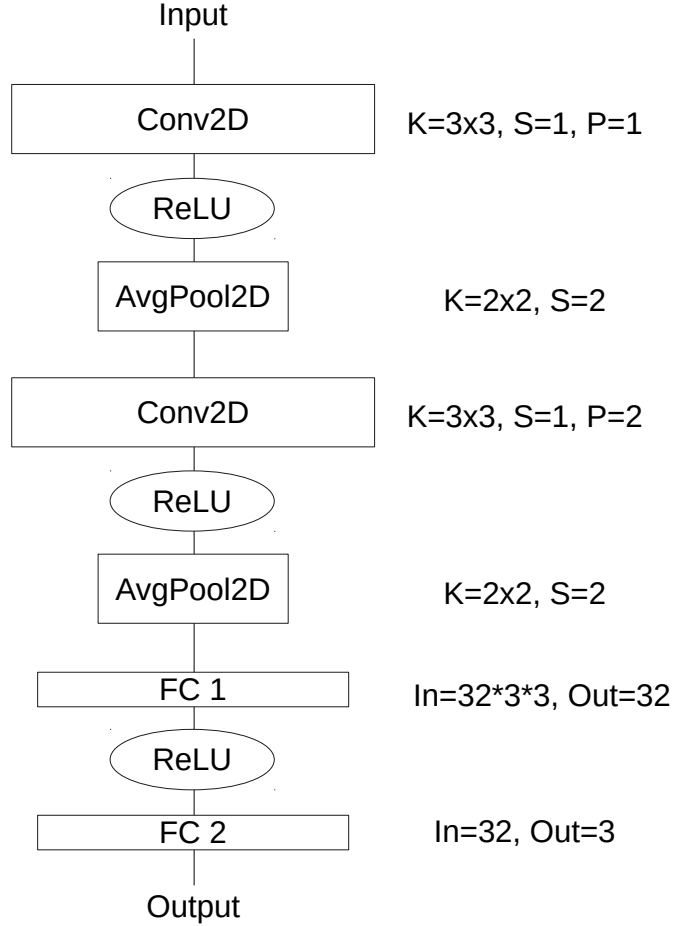 Input
Conv2D
K=3x3, S=1, P=1
ReLU
AvgPool2D
K=2x2, S=2
Conv2D
K=3x3, S=1, P=2
ReLU
AvgPool2D
K=2x2, S=2
FC 1
In=32*3*3, Out=32
ReLU
FC 2
In=32, Out=3
Output